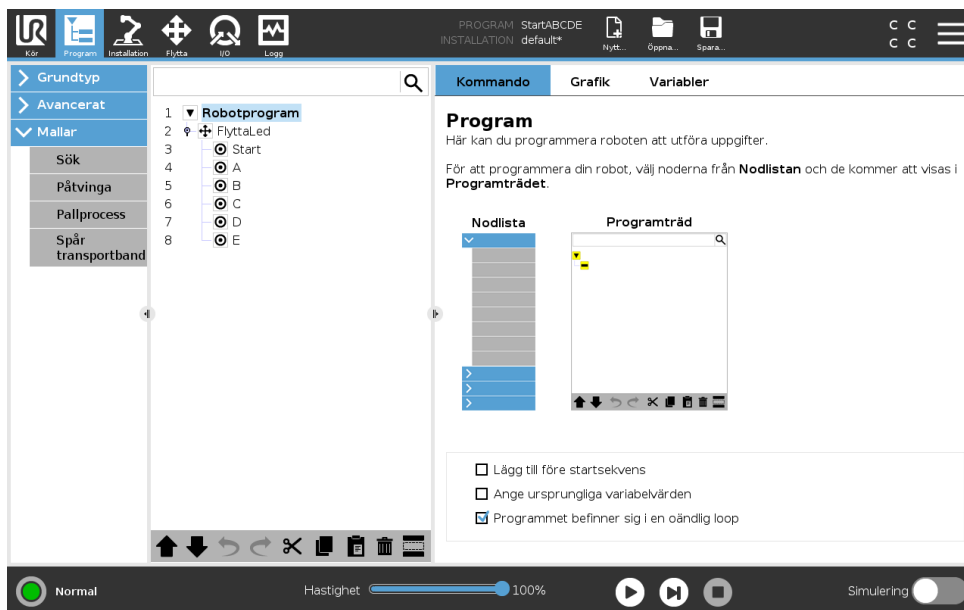 UR
PROGRAM StartABCDE
INSTALLATION default*
C C
C C
Kör
Program
Installation
Flytta
I/O
Logg
Nytt...
Öppna...
Spara...
Grundtyp
Avancerat
Mallar
Sök
Påtvinga
Pallprocess
Spår
transportband
1 Robotprogram
2 FlyttaLed
3 Start
4 A
5 B
6 C
7 D
8 E
Kommando
Grafik
Variabler
Program
Här kan du programmera roboten att utföra uppgifter.
För att programmera din robot, välj noderna från Nodlistan och de kommer att visas i
Programträdet.
Nodlista
Programträd
Lägg till före startsekvens
Ange ursprungliga variabelvärden
Programmet befinner sig i en oändlig loop
Normal
Hastighet
100%
Simulering